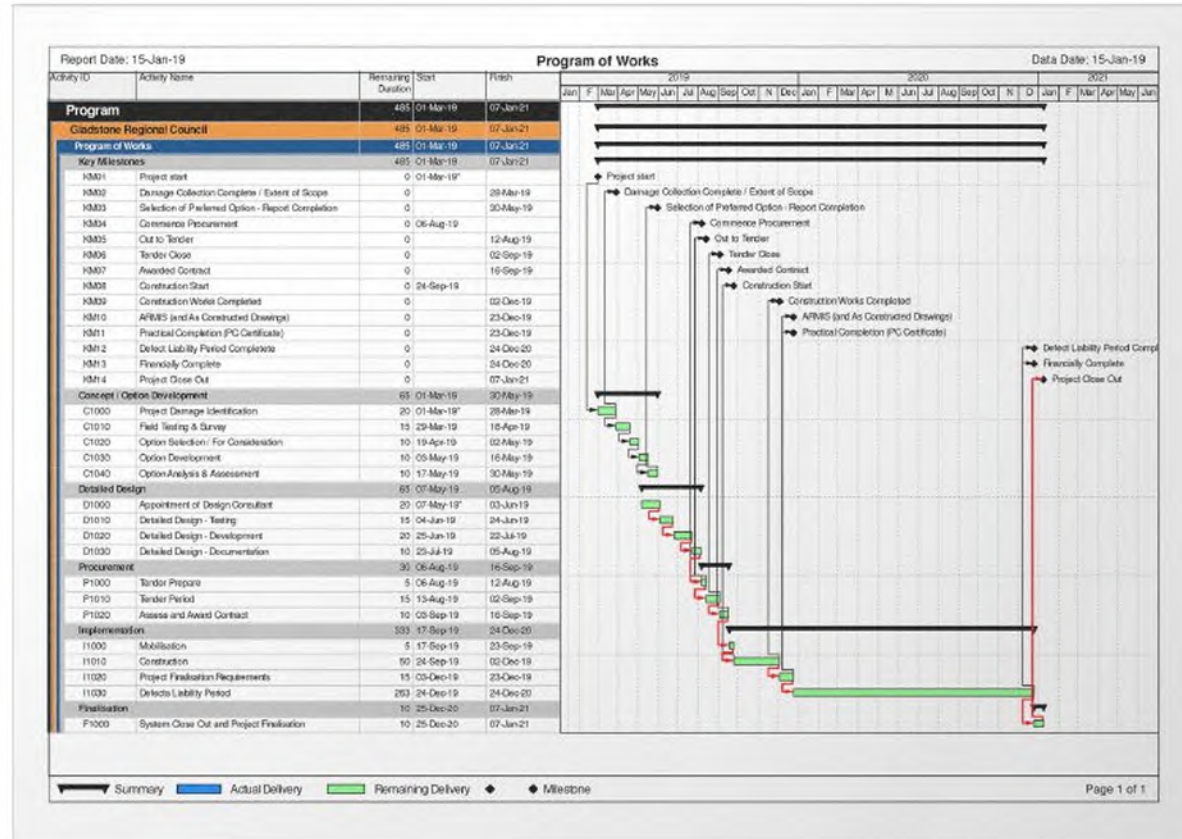 Report Date: 15-Jan-19 Program of Works Data Date: 15-Jan-19
Activity ID Activity Name Remaining Duration Start Finish 2019 2020 2021
Jan F Mar Apr May Jun Jul Aug Sep Oct N Dec Jan F Mar Apr M Jun Jul Aug Sep Oct N D Jan F Mar Apr May Jun
Program 485 01-Mar-19 07-Jan-21
Gladstone Regional Council 485 01-Mar-19 07-Jan-21
Program of Works 485 01-Mar-19 07-Jan-21
Key Milestones 485 01-Mar-19 07-Jan-21
KM01 Project start 0 01-Mar-19* Project start
KM02 Damage Collection Complete / Extent of Scope 0 28-Mar-19 Damage Collection Complete / Extent of Scope
KM03 Selection of Preferred Option - Report Completion 0 30-May-19 Selection of Preferred Option - Report Completion
KM04 Commence Procurement 0 06-Aug-19 Commence Procurement
KM05 Out to Tender 0 12-Aug-19 Out to Tender
KM06 Tender Close 0 02-Sep-19 Tender Close
KM07 Awarded Contract 0 16-Sep-19 Awarded Contract
KM08 Construction Start 0 24-Sep-19 Construction Start
KM09 Construction Works Completed 0 02-Dec-19 Construction Works Completed
KM10 ARMIS (and As Constructed Drawings) 0 23-Dec-19 ARMIS (and As Constructed Drawings)
KM11 Practical Completion (PC Certificate) 0 23-Dec-19 Practical Completion (PC Certificate)
KM12 Defect Liability Period Completete 0 24-Dec-20 Defect Liability Period Compl
KM13 Financially Complete 0 24-Dec-20 Financially Complete
KM14 Project Close Out 0 07-Jan-21 Project Close Out
Concept / Option Development 65 01-Mar-19 30-May-19
C1000 Project Damage Identification 20 01-Mar-19* 28-Mar-19
C1010 Field Testing & Survey 15 29-Mar-19 18-Apr-19
C1020 Option Selection / For Consideration 10 19-Apr-19 02-May-19
C1030 Option Development 10 03-May-19 16-May-19
C1040 Option Analysis & Assessment 10 17-May-19 30-May-19
Detailed Design 65 07-May-19 05-Aug-19
D1000 Appointment of Design Consultant 20 07-May-19* 03-Jun-19
D1010 Detailed Design - Testing 15 04-Jun-19 24-Jun-19
D1020 Detailed Design - Development 20 25-Jun-19 22-Jul-19
D1030 Detailed Design - Documentation 10 23-Jul-19 05-Aug-19
Procurement 30 06-Aug-19 16-Sep-19
P1000 Tender Prepare 5 06-Aug-19 12-Aug-19
P1010 Tender Period 15 13-Aug-19 02-Sep-19
P1020 Assess and Award Contract 10 03-Sep-19 16-Sep-19
Implementation 333 17-Sep-19 24-Dec-20
I1000 Mobilisation 5 17-Sep-19 23-Sep-19
I1010 Construction 50 24-Sep-19 02-Dec-19
I1020 Project Finalisation Requirements 15 03-Dec-19 23-Dec-19
I1030 Defects Liability Period 263 24-Dec-19 24-Dec-20
Finalisation 10 25-Dec-20 07-Jan-21
F1000 System Close Out and Project Finalisation 10 25-Dec-20 07-Jan-21
Summary Actual Delivery Remaining Delivery Milestone Page 1 of 1